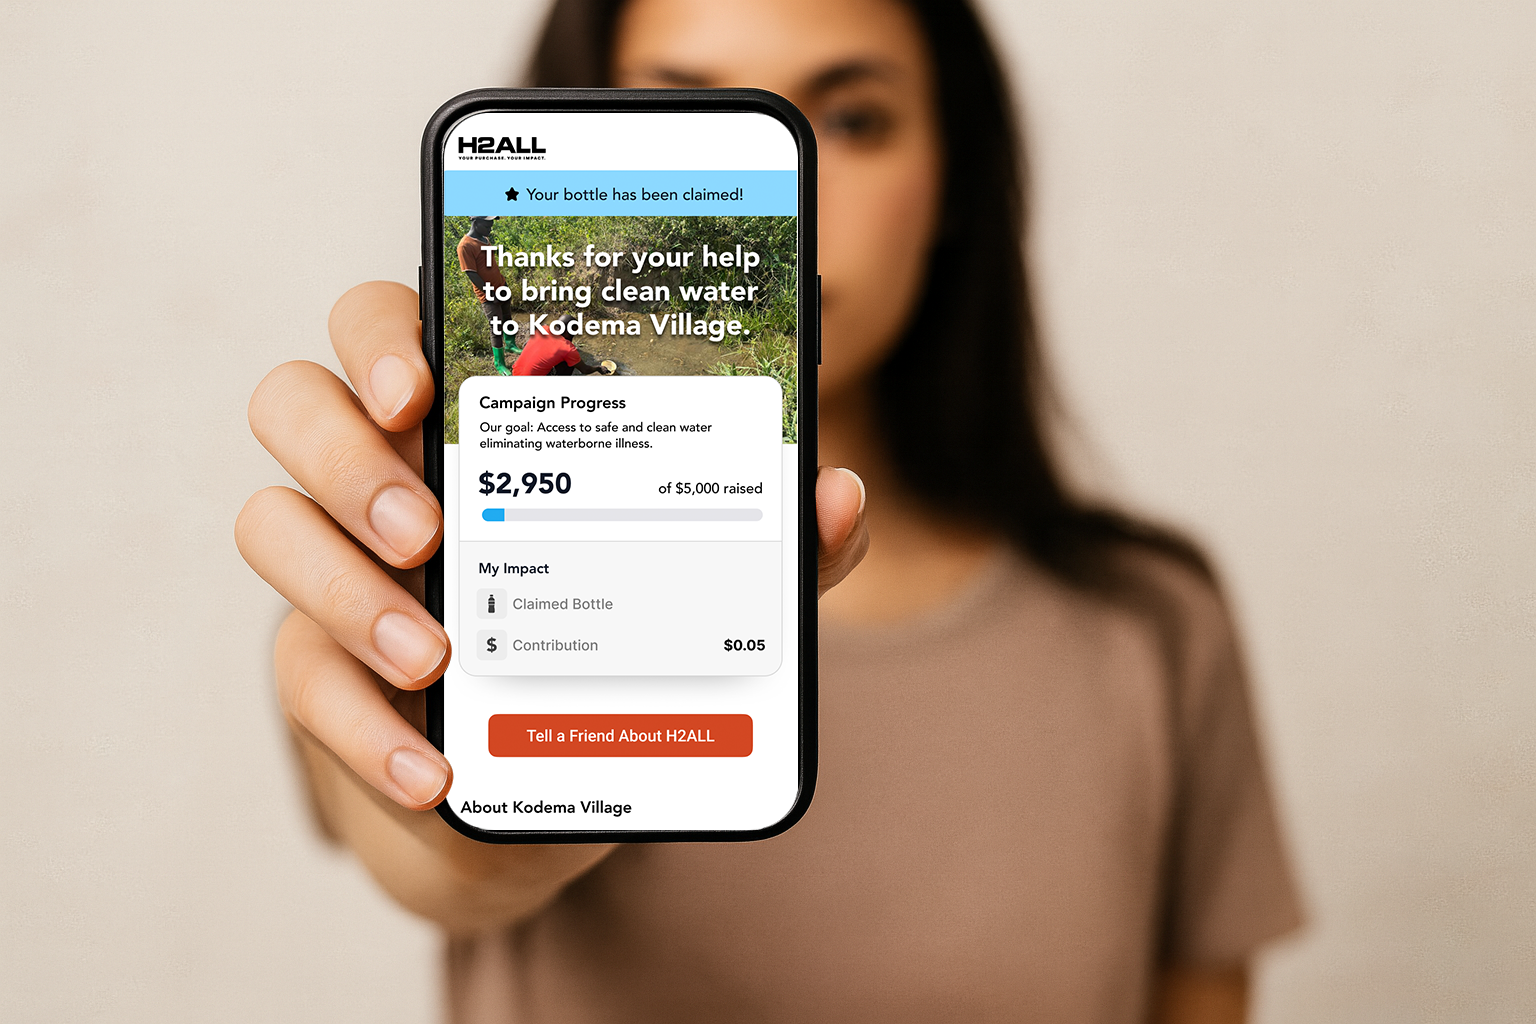 H2ALL
YOUR PURCHASE. YOUR IMPACT.
Your bottle has been claimed!
Thanks for your help
to bring clean water
to Kodema Village.
Campaign Progress
Our goal: Access to safe and clean water
eliminating waterborne illness.
$2,950
of $5,000 raised
My Impact
Claimed Bottle
$ Contribution
$0.05
Tell a Friend About H2ALL
About Kodema Village